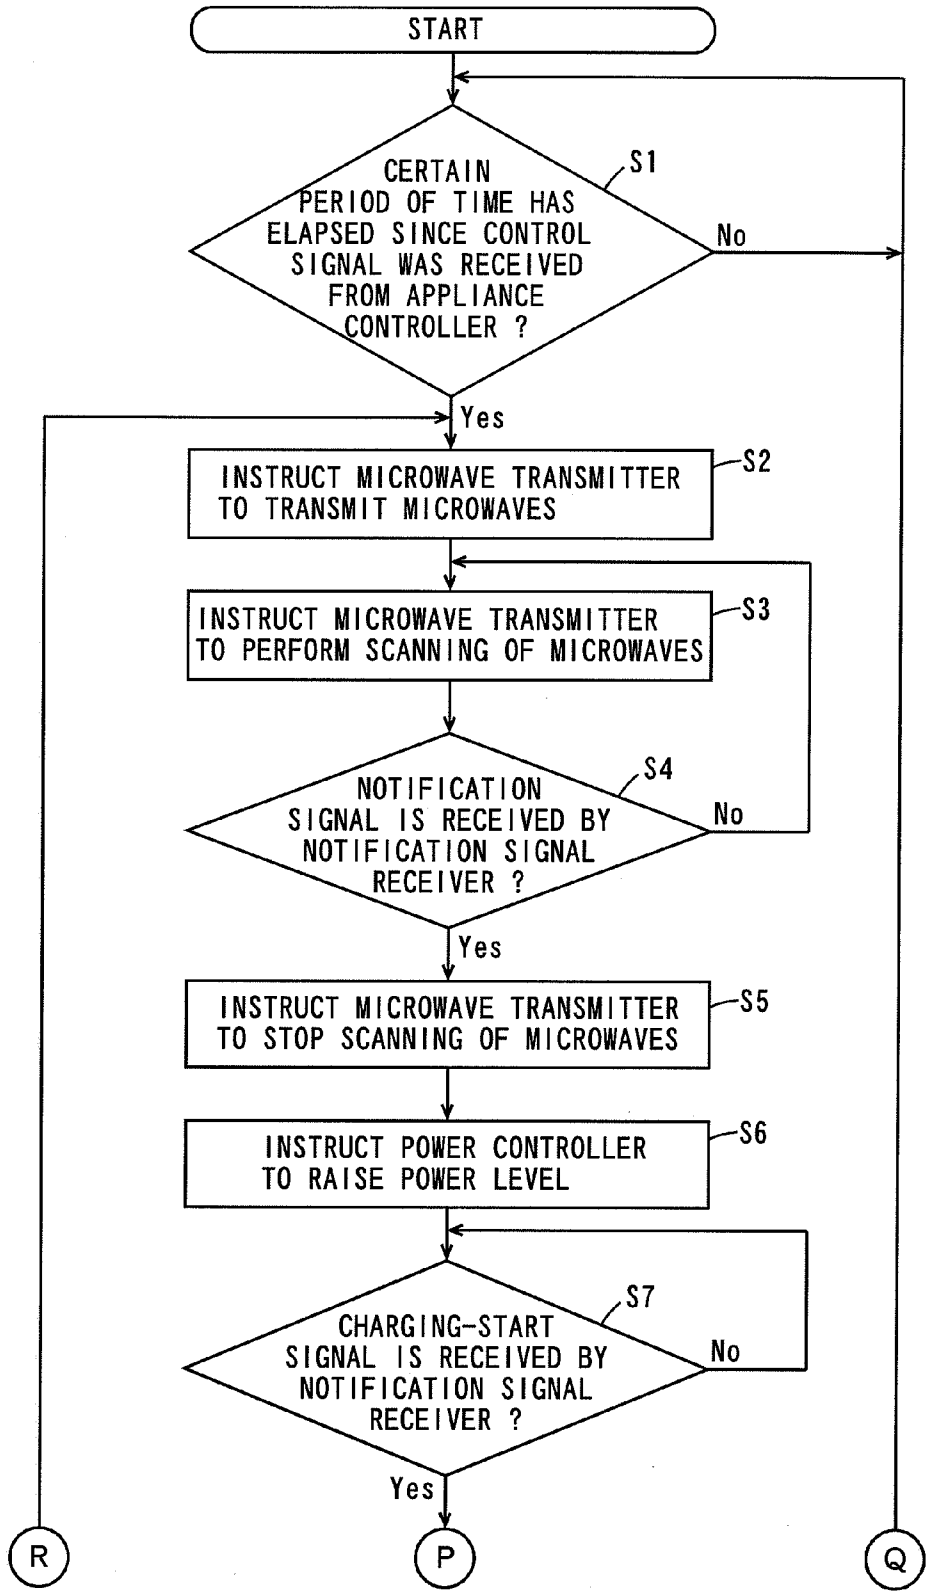 START
CERTAIN
PERIOD OF TIME HAS
ELAPSED SINCE CONTROL
SIGNAL WAS RECEIVED
FROM APPLIANCE
CONTROLLER ?
S1
No
Yes
INSTRUCT MICROWAVE TRANSMITTER
TO TRANSMIT MICROWAVES
S2
INSTRUCT MICROWAVE TRANSMITTER
TO PERFORM SCANNING OF MICROWAVES
S3
NOTIFICATION
SIGNAL IS RECEIVED BY
NOTIFICATION SIGNAL
RECEIVER ?
S4
No
Yes
INSTRUCT MICROWAVE TRANSMITTER
TO STOP SCANNING OF MICROWAVES
S5
INSTRUCT POWER CONTROLLER
TO RAISE POWER LEVEL
S6
CHARGING-START
SIGNAL IS RECEIVED BY
NOTIFICATION SIGNAL
RECEIVER ?
S7
No
Yes
R
P
Q